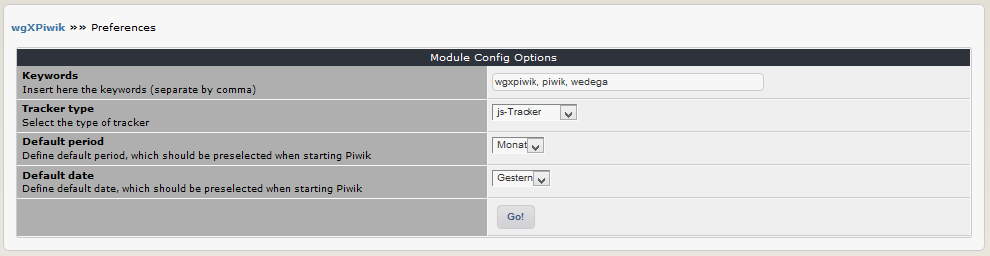 wgXPiwik »» Preferences
Module Config Options
Keywords
Insert here the keywords (separate by comma)
wgxpiwik, piwik, wedega
Tracker type
Select the type of tracker
js-Tracker
Default period
Define default period, which should be preselected when starting Piwik
Monat
Default date
Define default date, which should be preselected when starting Piwik
Gestern
Go!